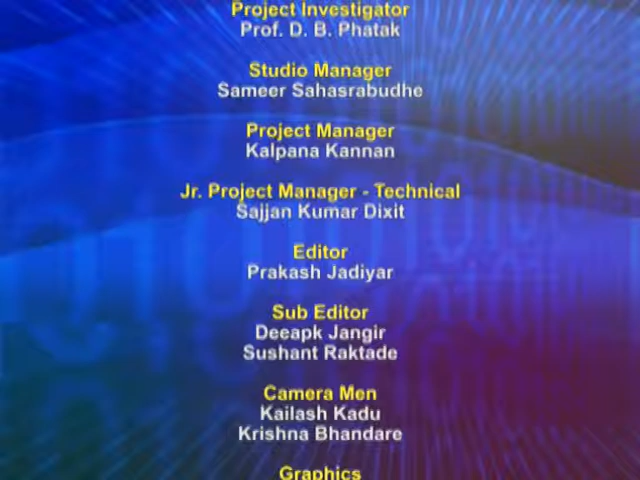 Project Investigator
Prof. D. B. Phatak
Studio Manager
Sameer Sahasrabudhe
Project Manager
Kalpana Kannan
Jr. Project Manager - Technical
Sajjan Kumar Dixit
Editor
Prakash Jadiyar
Sub Editor
Deeapk Jangir
Sushant Raktade
Camera Men
Kailash Kadu
Krishna Bhandare
Graphics